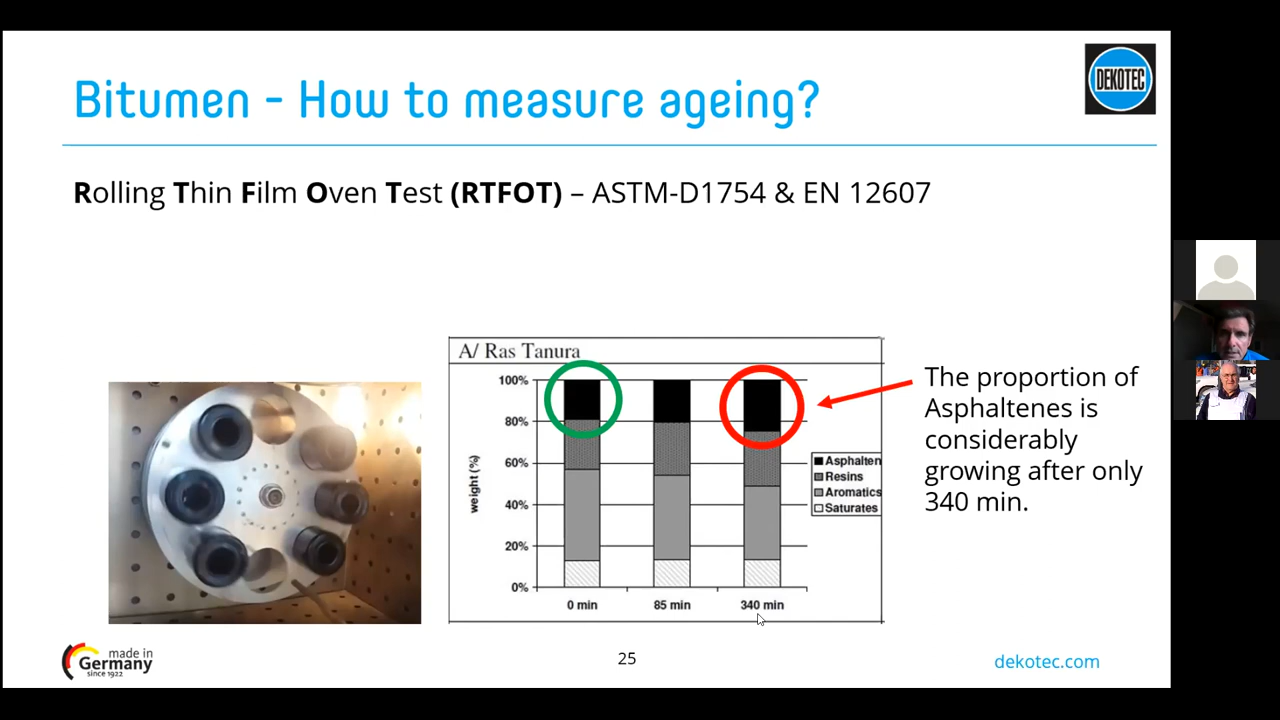 Bitumen - How to measure ageing?
DEKOTEC
Rolling Thin Film Oven Test (RTFOT) – ASTM-D1754 & EN 12607
A/ Ras Tanura
100%
80%
60%
40%
20%
0%
weight (%)
0 min
85 min
340 min
Asphalten
Resins
Aromatics
Saturates
The proportion of
Asphaltenes is
considerably
growing after only
340 min.
made in
Germany
since 1922
25
dekotec.com